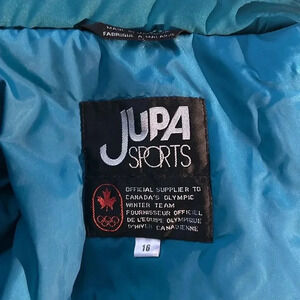 JUPA
SPORTS
OFFICIAL SUPPLIER TO
CANADA'S OLYMPIC
WINTER TEAM
FOURNISSEUR OFFICIEL
DE L'EQUIPE OLYMPIQUE
D'HIVER CANADIENNE
16